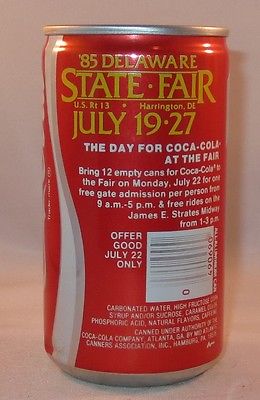 '85 DELAWARE
STATE · FAIR
U.S. Rt 13 · Harrington, DE
JULY 19·27
THE DAY FOR COCA-COLA
AT THE FAIR
Bring 12 empty cans for Coca-Cola® to
the Fair on Monday, July 22 for one
free gate admission per person from
9 a.m.-5 p.m. & free rides on the
James E. Strates Midway
from 1-3 p.m.
OFFER
GOOD
JULY 22
ONLY
CARBONATED WATER, HIGH FRUCTOSE
SYRUP AND/OR SUCROSE, CARAMEL
PHOSPHORIC ACID, NATURAL FLAVORS, CAFFEINE
CANNED UNDER AUTHORITY OF THE
COCA-COLA COMPANY, ATLANTA, GA. BY MID ATLANTIC
CANNERS ASSOCIATION, INC., HAMBURG, PA.